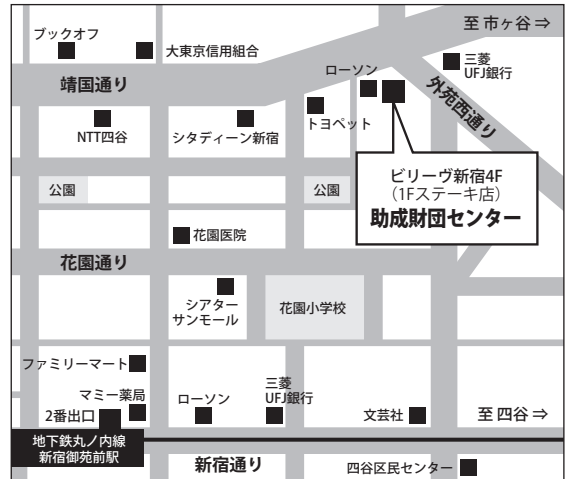 至 市ヶ谷⇒
ブックオフ
大東京信用組合
三菱
UFJ銀行
ローソン
靖国通り
外苑西通り
トヨペット
NTT四谷
シタディーン新宿
ビリーヴ新宿4F
（1Fステーキ店）
助成財団センター
公園
公園
花園医院
花園通り
シアター
サンモール
花園小学校
ファミリーマート
マミー薬局
2番出口
ローソン
三菱
UFJ銀行
文芸社
至 四谷⇒
地下鉄丸ノ内線
新宿御苑前駅
新宿通り
四谷区民センター